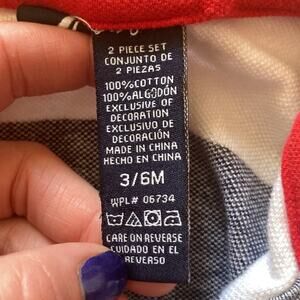 2 PIECE SET
CONJUNTO DE
2 PIEZAS
100%COTTON
100%ALGODÓN
EXCLUSIVE OF
DECORATION
EXCLUSIVO DE
DECORACIÓN
MADE IN CHINA
HECHO EN CHINA
3/6M
WPL# 06734
CARE ON REVERSE
CUIDADO EN EL
REVERSO